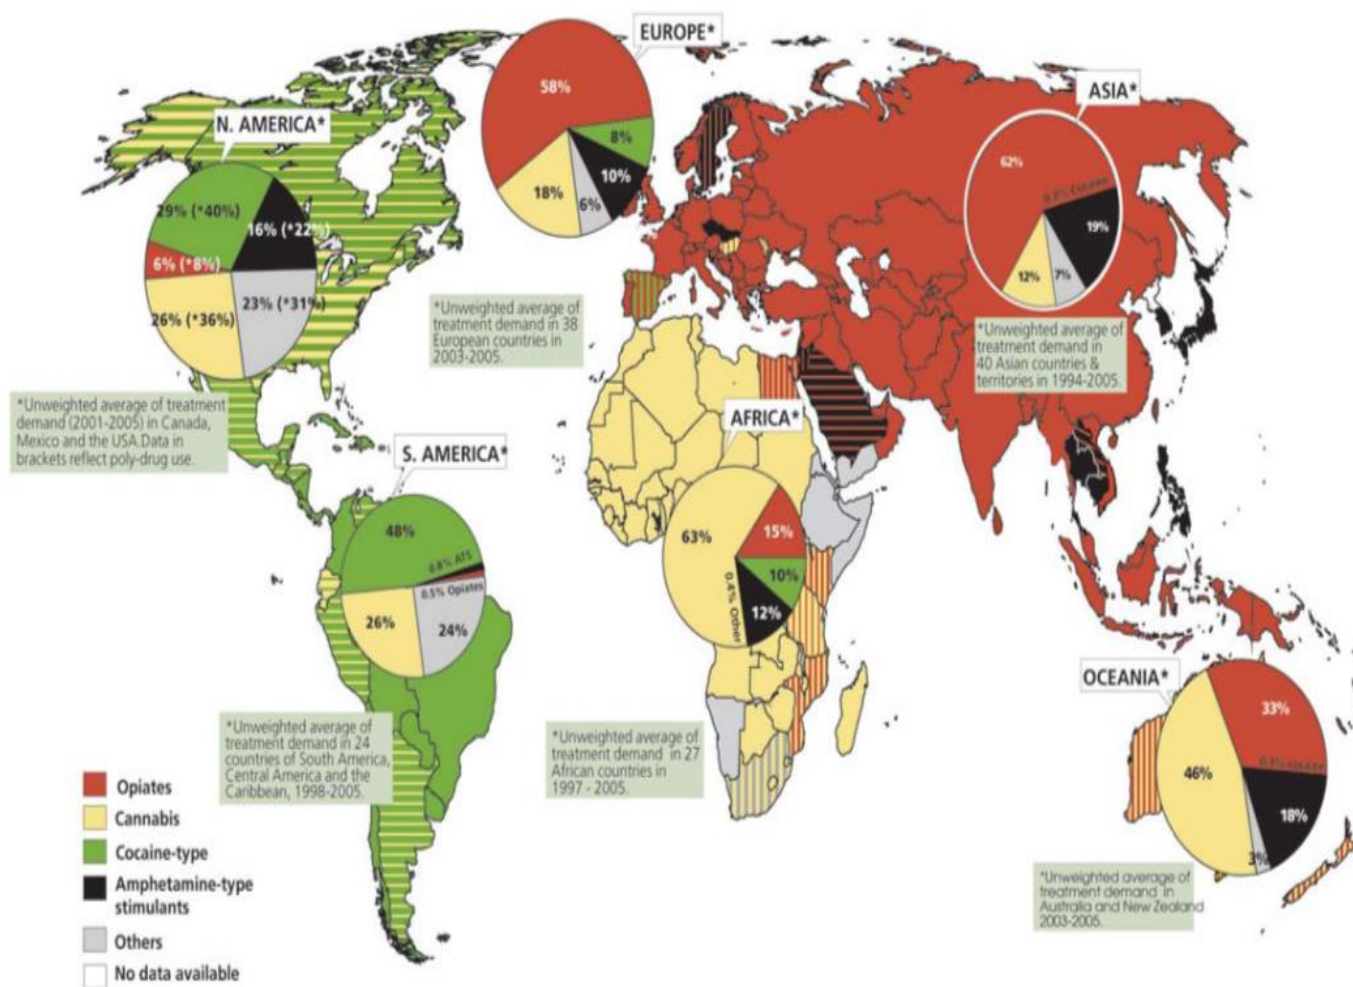 EUROPE*
58%
8%
10%
6%
18%
ASIA*
62%
0.3% Cocaine
19%
7%
12%
N. AMERICA*
29% (*40%)
16% (*22%)
6% (*8%)
23% (*31%)
26% (*36%)
*Unweighted average of
treatment demand in 38
European countries in
2003-2005.
*Unweighted average of
treatment demand in
40 Asian countries &
territories in 1994-2005.
*Unweighted average of treatment
demand (2001-2005) in Canada,
Mexico and the USA.Data in
brackets reflect poly-drug use.
AFRICA*
63%
15%
10%
12%
0.4% Other
S. AMERICA*
48%
0.8% ATS
0.5% Opiates
26%
24%
OCEANIA*
33%
46%
18%
3%
*Unweighted average of
treatment demand in 24
countries of South America,
Central America and the
Caribbean, 1998-2005.
*Unweighted average of
treatment demand in 27
African countries in
1997 - 2005.
*Unweighted average of
treatment demand in
Australia and New Zealand
2003-2005.
Opiates
Cannabis
Cocaine-type
Amphetamine-type
stimulants
Others
No data available